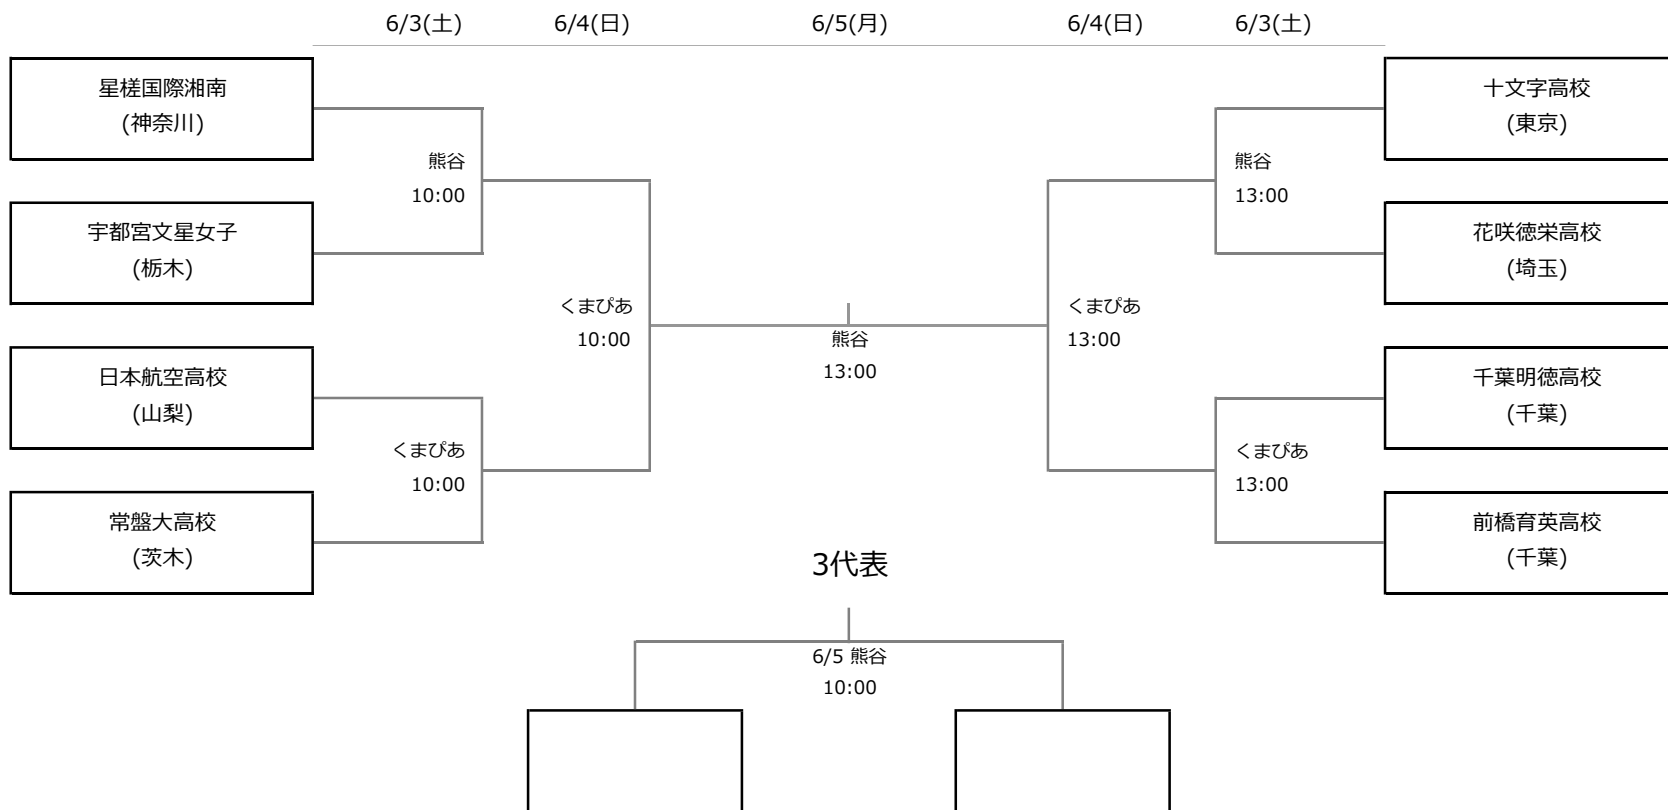 6/3(土)
6/4(日)
6/5(月)
6/4(日)
6/3(土)
星槎国際湘南
(神奈川)
熊谷
10:00
宇都宮文星女子
(栃木)
くまぴあ
10:00
日本航空高校
(山梨)
くまぴあ
10:00
常盤大高校
(茨木)
熊谷
13:00
十文字高校
(東京)
熊谷
13:00
花咲徳栄高校
(埼玉)
くまぴあ
13:00
千葉明徳高校
(千葉)
くまぴあ
13:00
前橋育英高校
(千葉)
3代表
6/5 熊谷
10:00